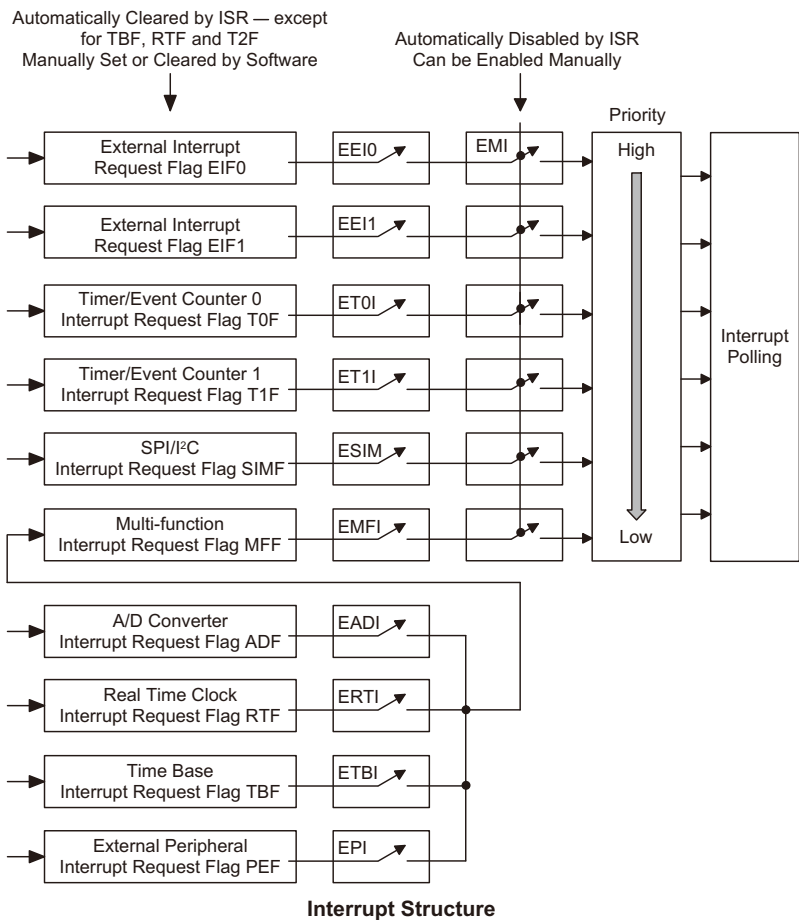 Automatically Cleared by ISR — except
for TBF, RTF and T2F
Manually Set or Cleared by Software
Automatically Disabled by ISR
Can be Enabled Manually
Priority
External Interrupt
Request Flag EIF0
EEI0
EMI
High
External Interrupt
Request Flag EIF1
EEI1
Timer/Event Counter 0
Interrupt Request Flag T0F
ET0I
Timer/Event Counter 1
Interrupt Request Flag T1F
ET1I
Interrupt
Polling
SPI/I²C
Interrupt Request Flag SIMF
ESIM
Multi-function
Interrupt Request Flag MFF
EMFI
Low
A/D Converter
Interrupt Request Flag ADF
EADI
Real Time Clock
Interrupt Request Flag RTF
ERTI
Time Base
Interrupt Request Flag TBF
ETBI
External Peripheral
Interrupt Request Flag PEF
EPI
Interrupt Structure